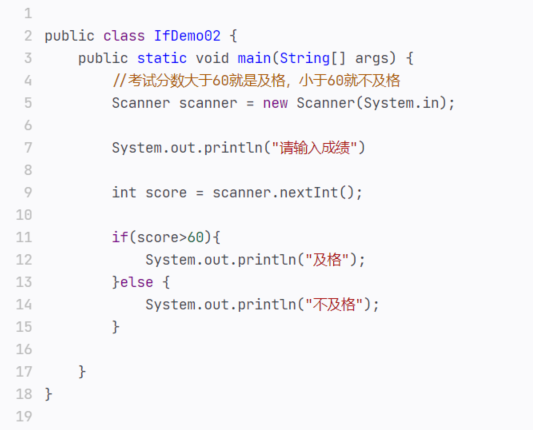 1
2 public class IfDemo02 {
3 public static void main(String[] args) {
4 //考试分数大于60就是及格，小于60就不及格
5 Scanner scanner = new Scanner(System.in);
6
7 System.out.println("请输入成绩")
8
9 int score = scanner.nextInt();
10
11 if(score>60){
12 System.out.println("及格");
13 }else {
14 System.out.println("不及格");
15 }
16
17 }
18 }
19